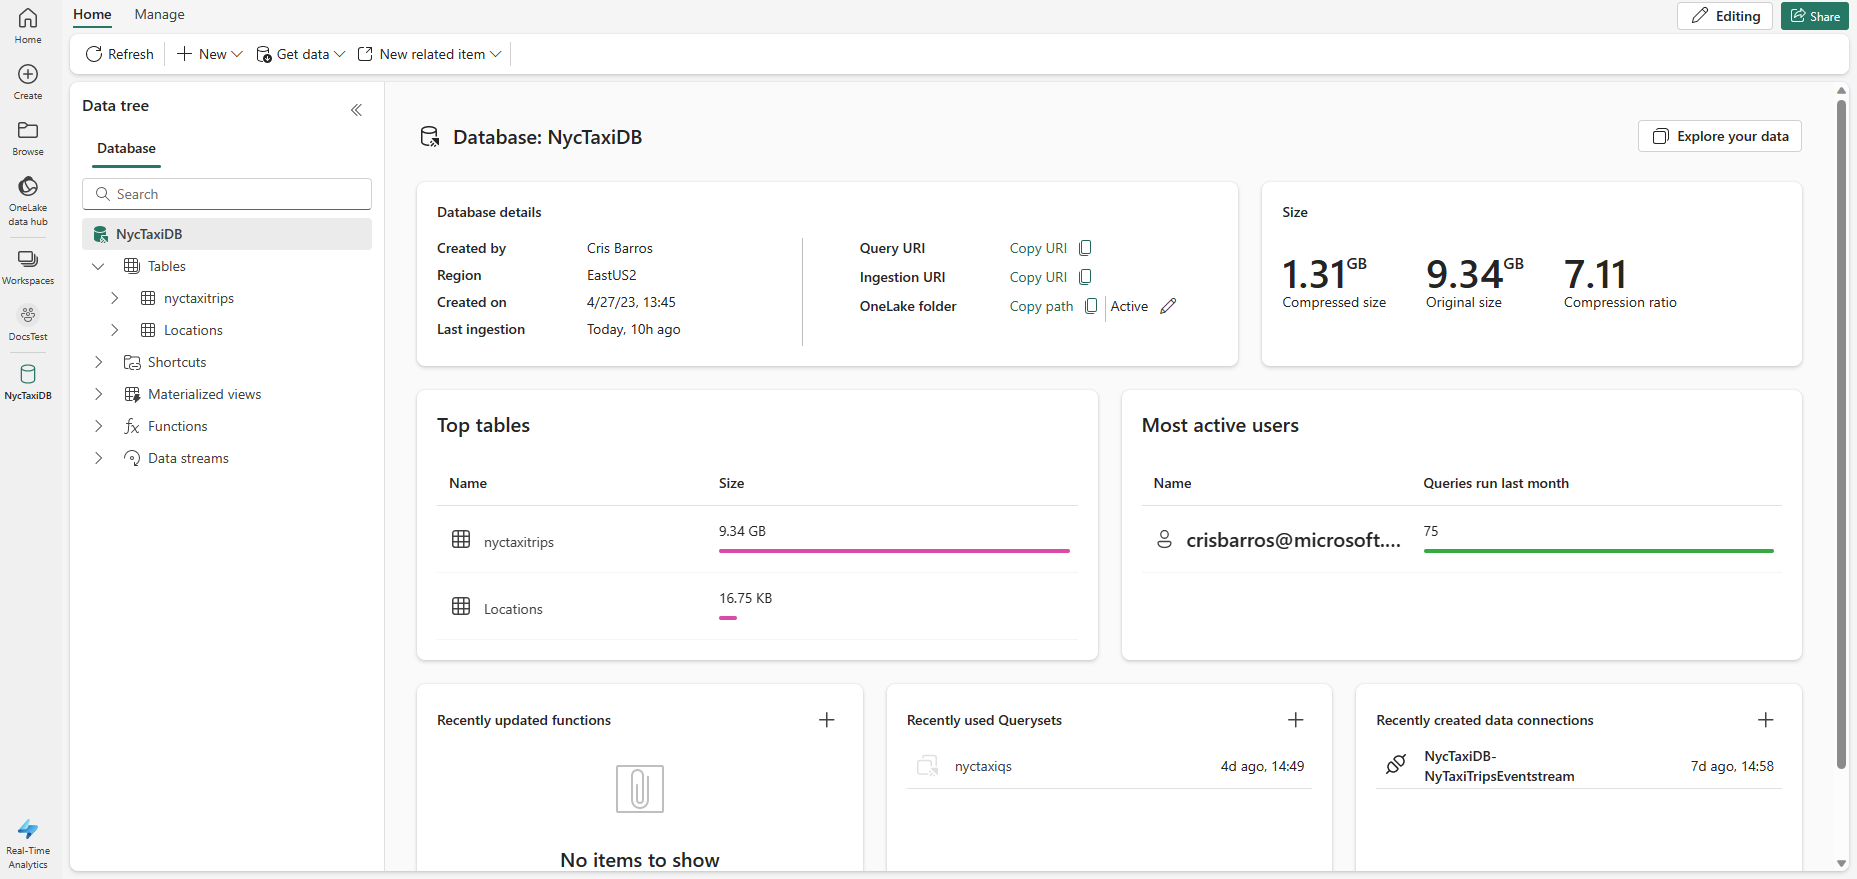 Home
Create
Browse
OneLake
data hub
Workspaces
DocsTest
NycTaxiDB
Real-Time
Analytics
Home Manage
Editing Share
Refresh New Get data New related item
Data tree
Database
Search
NycTaxiDB
Tables
nyctaxitrips
Locations
Shortcuts
Materialized views
fx Functions
Data streams
Database: NycTaxiDB
Explore your data
Database details
Created by Cris Barros
Region EastUS2
Created on 4/27/23, 13:45
Last ingestion Today, 10h ago
Query URI Copy URI
Ingestion URI Copy URI
OneLake folder Copy path Active
Size
1.31GB 9.34GB 7.11
Compressed size Original size Compression ratio
Top tables
Name Size
nyctaxitrips 9.34 GB
Locations 16.75 KB
Most active users
Name Queries run last month
crisbarros@microsoft.... 75
Recently updated functions
No items to show
Recently used Querysets
nyctaxiqs 4d ago, 14:49
Recently created data connections
NycTaxiDB-
NyTaxiTripsEventstream 7d ago, 14:58